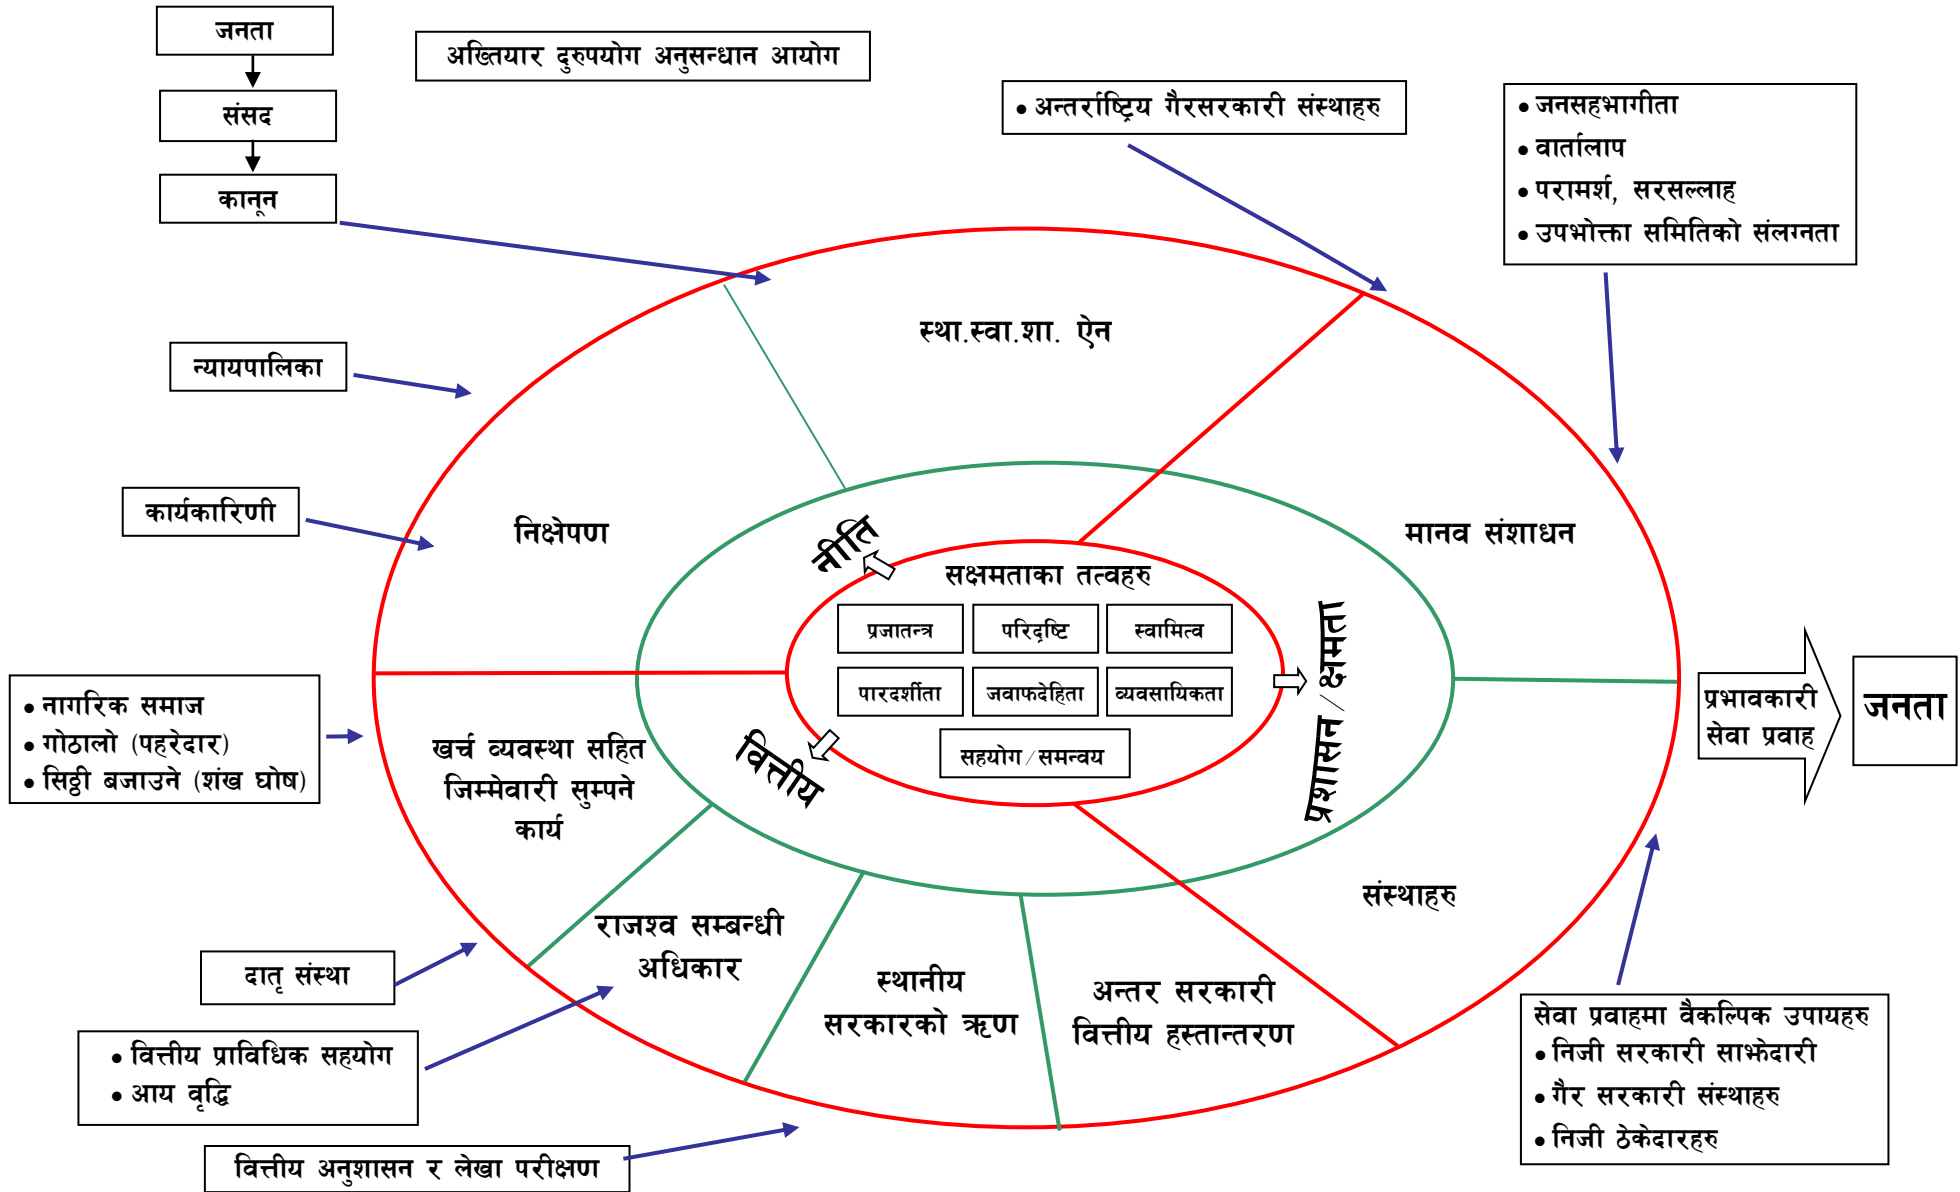 जनता
अख्तियार दुरुपयोग अनुसन्धान आयोग
संसद
कानून
• अन्तर्राष्ट्रिय गैरसरकारी संस्थाहरु
• जनसहभागीता
• वार्तालाप
• परामर्श, सरसल्लाह
• उपभोक्ता समितिको संलग्नता
स्था.स्वा.शा. ऐन
न्यायपालिका
कार्यकारिणी
निक्षेपण
मानव संशाधन
नीति
सक्षमताका तत्वहरु
प्रजातन्त्र
परिदृष्टि
स्वामित्व
पारदर्शीता
जवाफदेहिता
व्यवसायिकता
सहयोग/समन्वय
प्रशासन/क्षमता
वित्तीय
• नागरिक समाज
• गोठालो (पहरेदार)
• सिठ्ठी बजाउने (शंख घोष)
खर्च व्यवस्था सहित
जिम्मेवारी सुम्पने
कार्य
प्रभावकारी
सेवा प्रवाह
जनता
राजश्व सम्बन्धी
अधिकार
स्थानीय
सरकारको ऋण
अन्तर सरकारी
वित्तीय हस्तान्तरण
संस्थाहरु
दातृ संस्था
• वित्तीय प्राविधिक सहयोग
• आय वृद्धि
वित्तीय अनुशासन र लेखा परीक्षण
सेवा प्रवाहमा वैकल्पिक उपायहरु
• निजी सरकारी साझेदारी
• गैर सरकारी संस्थाहरु
• निजी ठेकेदारहरु